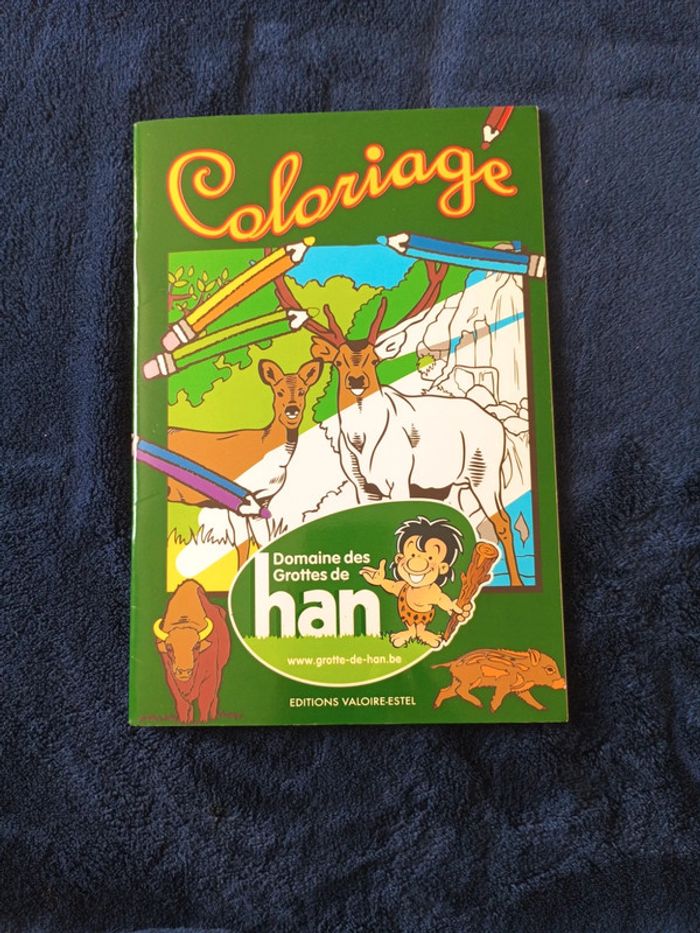 Coloriage
Domaine des
Grottes de
han
www.grotte-de-han.be
EDITIONS VALOIRE-ESTEL